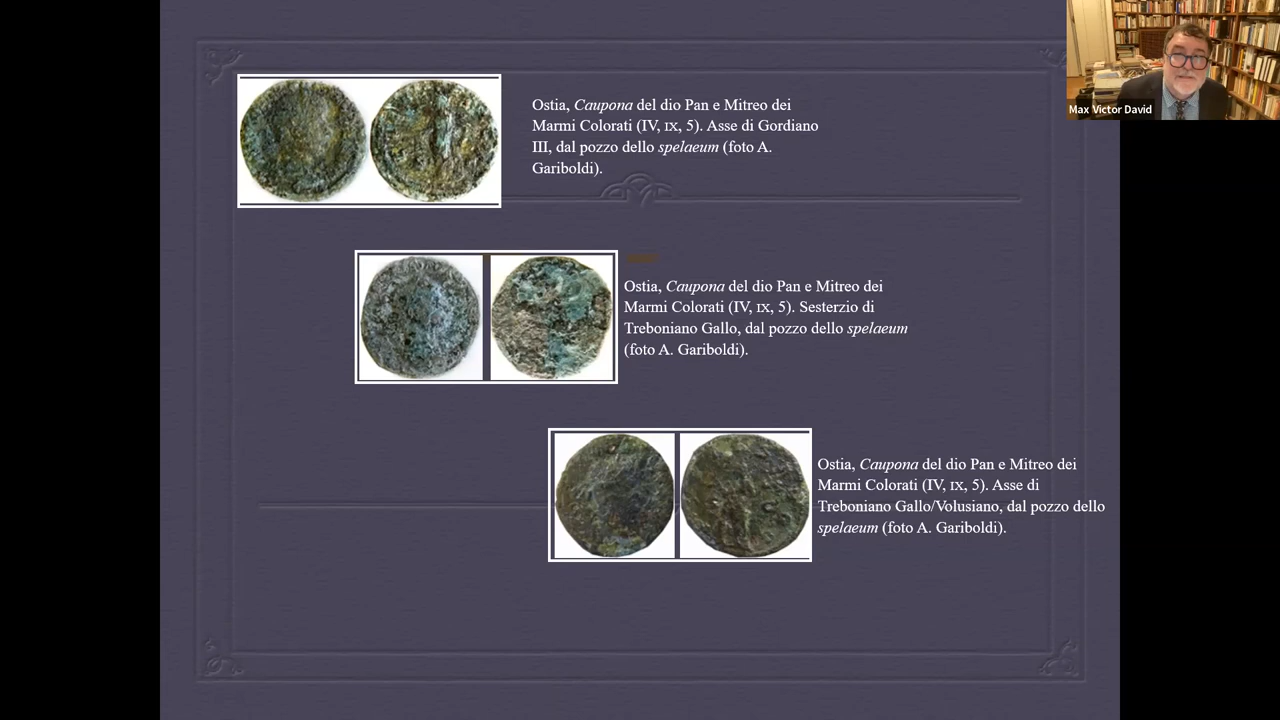 Ostia, Caupona del dio Pan e Mitreo dei
Marmi Colorati (IV, IX, 5). Asse di Gordiano
III, dal pozzo dello spelaeum (foto A.
Gariboldi).
Max Victor David
Ostia, Caupona del dio Pan e Mitreo dei
Marmi Colorati (IV, IX, 5). Sesterzio di
Treboniano Gallo, dal pozzo dello spelaeum
(foto A. Gariboldi).
Ostia, Caupona del dio Pan e Mitreo dei
Marmi Colorati (IV, IX, 5). Asse di
Treboniano Gallo/Volusiano, dal pozzo dello
spelaeum (foto A. Gariboldi).